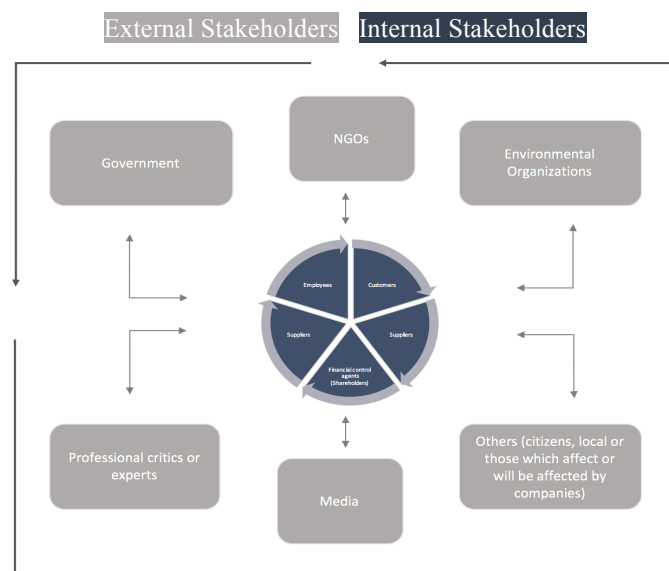 External Stakeholders Internal Stakeholders
NGOs
Government
Environmental
Organizations
Employees
Customers
Suppliers
Suppliers
Financial control
agents
(Shareholders)
Professional critics or
experts
Media
Others (citizens, local or
those which affect or
will be affected by
companies)